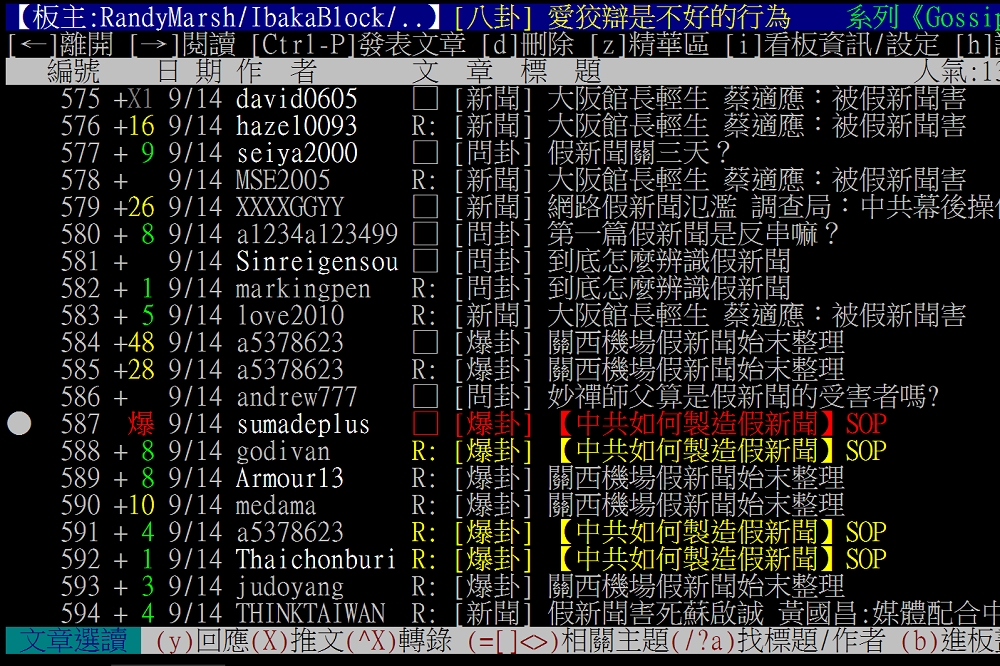 【板主:RandyMarsh/IbakaBlock/..】[八卦] 愛狡辯是不好的行為 系列《Gossip
[←]離開 [→]閱讀 [Ctrl-P]發表文章 [d]刪除 [z]精華區 [i]看板資訊/設定 [h]
編號 日 期 作 者 文 章 標 題 人氣:13
575 +X1 9/14 david0605 □ [新聞] 大阪館長輕生 蔡適應：被假新聞害
576 +16 9/14 haze10093 R: [新聞] 大阪館長輕生 蔡適應：被假新聞害
577 + 9 9/14 seiya2000 □ [問卦] 假新聞關三天？
578 + 9/14 MSE2005 R: [新聞] 大阪館長輕生 蔡適應：被假新聞害
579 +26 9/14 XXXXGGYY □ [新聞] 網路假新聞氾濫 調查局：中共幕後操
580 + 8 9/14 a1234a123499 □ [問卦] 第一篇假新聞是反串嘛？
581 + 9/14 Sinreigensou □ [問卦] 到底怎麼辨識假新聞
582 + 1 9/14 markingpen R: [問卦] 到底怎麼辨識假新聞
583 + 5 9/14 love2010 R: [新聞] 大阪館長輕生 蔡適應：被假新聞害
584 +48 9/14 a5378623 □ [爆卦] 關西機場假新聞始末整理
585 +28 9/14 a5378623 R: [爆卦] 關西機場假新聞始末整理
586 + 9/14 andrew777 □ [問卦] 妙禪師父算是假新聞的受害者嗎?
● 587 爆 9/14 sumadeplus □ [爆卦] 【中共如何製造假新聞】SOP
588 + 8 9/14 godivan R: [爆卦] 【中共如何製造假新聞】SOP
589 + 8 9/14 Armour13 R: [爆卦] 關西機場假新聞始末整理
590 +10 9/14 medama R: [爆卦] 關西機場假新聞始末整理
591 + 4 9/14 a5378623 R: [爆卦] 【中共如何製造假新聞】SOP
592 + 1 9/14 Thaichonburi R: [爆卦] 【中共如何製造假新聞】SOP
593 + 3 9/14 judoyang R: [爆卦] 關西機場假新聞始末整理
594 + 4 9/14 THINKTAIWAN R: [新聞] 假新聞害死蘇啟誠 黃國昌:媒體配合中
文章選讀 (y)回應(X)推文(^X)轉錄 (=[]<>)相關主題(/?a)找標題/作者 (b)進板